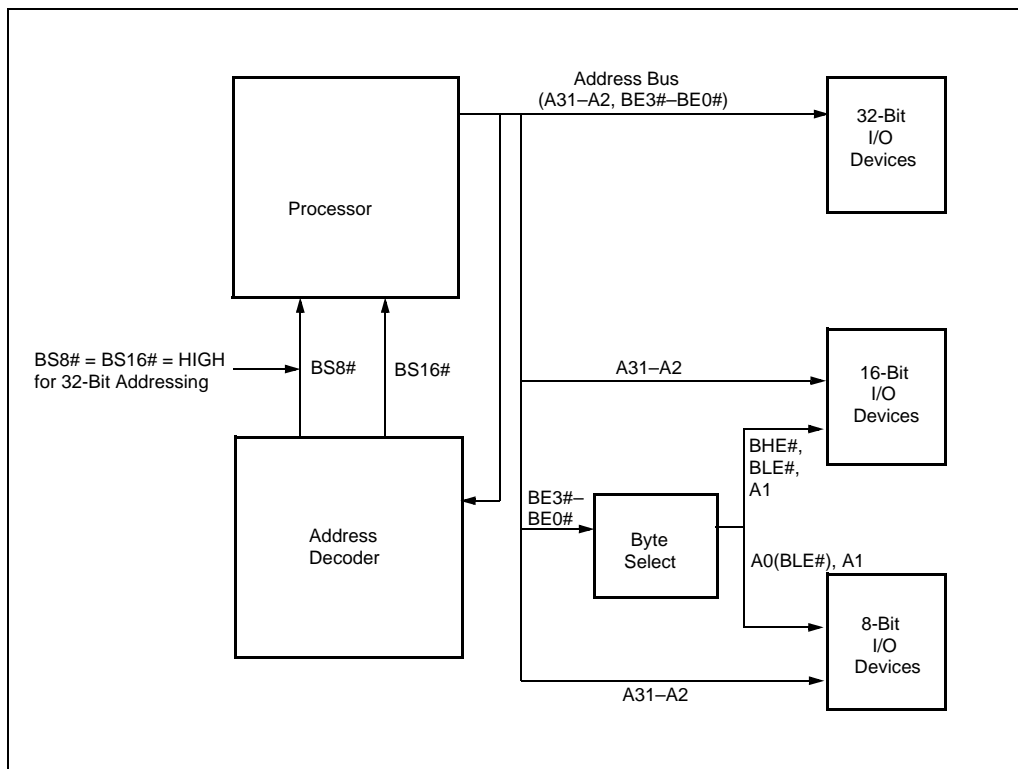 Address Bus
(A31–A2, BE3#–BE0#)
32-Bit
I/O
Devices
Processor
BS8# = BS16# = HIGH
for 32-Bit Addressing
BS8#
BS16#
A31–A2
16-Bit
I/O
Devices
BHE#,
BLE#,
A1
BE3#–
BE0#
Address
Decoder
Byte
Select
A0(BLE#), A1
8-Bit
I/O
Devices
A31–A2